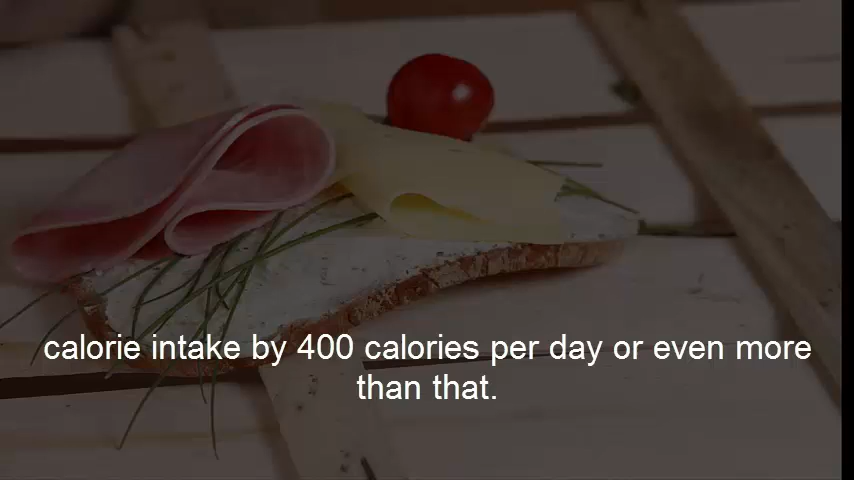 calorie intake by 400 calories per day or even more
than that.